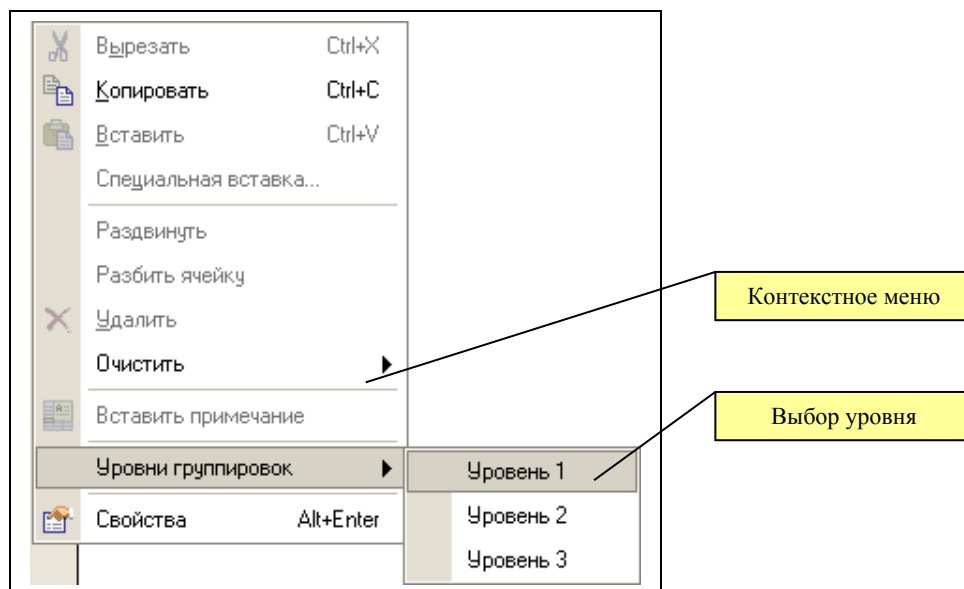 Вырезать Ctrl+X
Копировать Ctrl+C
Вставить Ctrl+V
Специальная вставка...
Раздвинуть
Разбить ячейку
Удалить
Очистить
Вставить примечание
Уровни группировок
Свойства Alt+Enter
Уровень 1
Уровень 2
Уровень 3
Контекстное меню
Выбор уровня